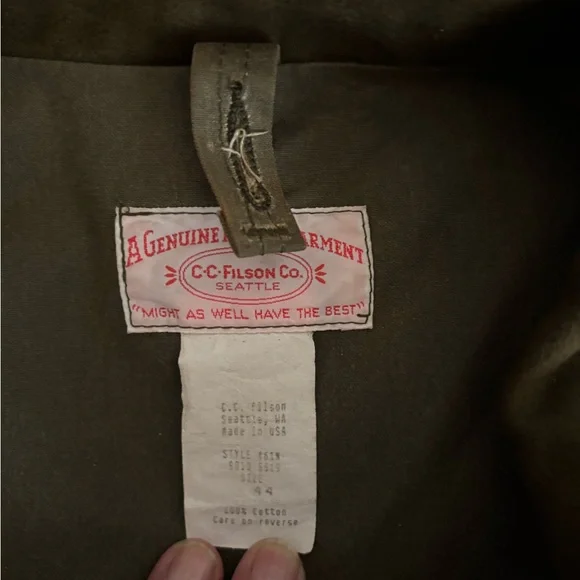 A GENUINE ARMENT
C·C·FILSON CO.
SEATTLE
"MIGHT AS WELL HAVE THE BEST"
C.C. Filson
Seattle, WA
Made in USA
STYLE
SIZE
44
100% Cotton
Care on reverse